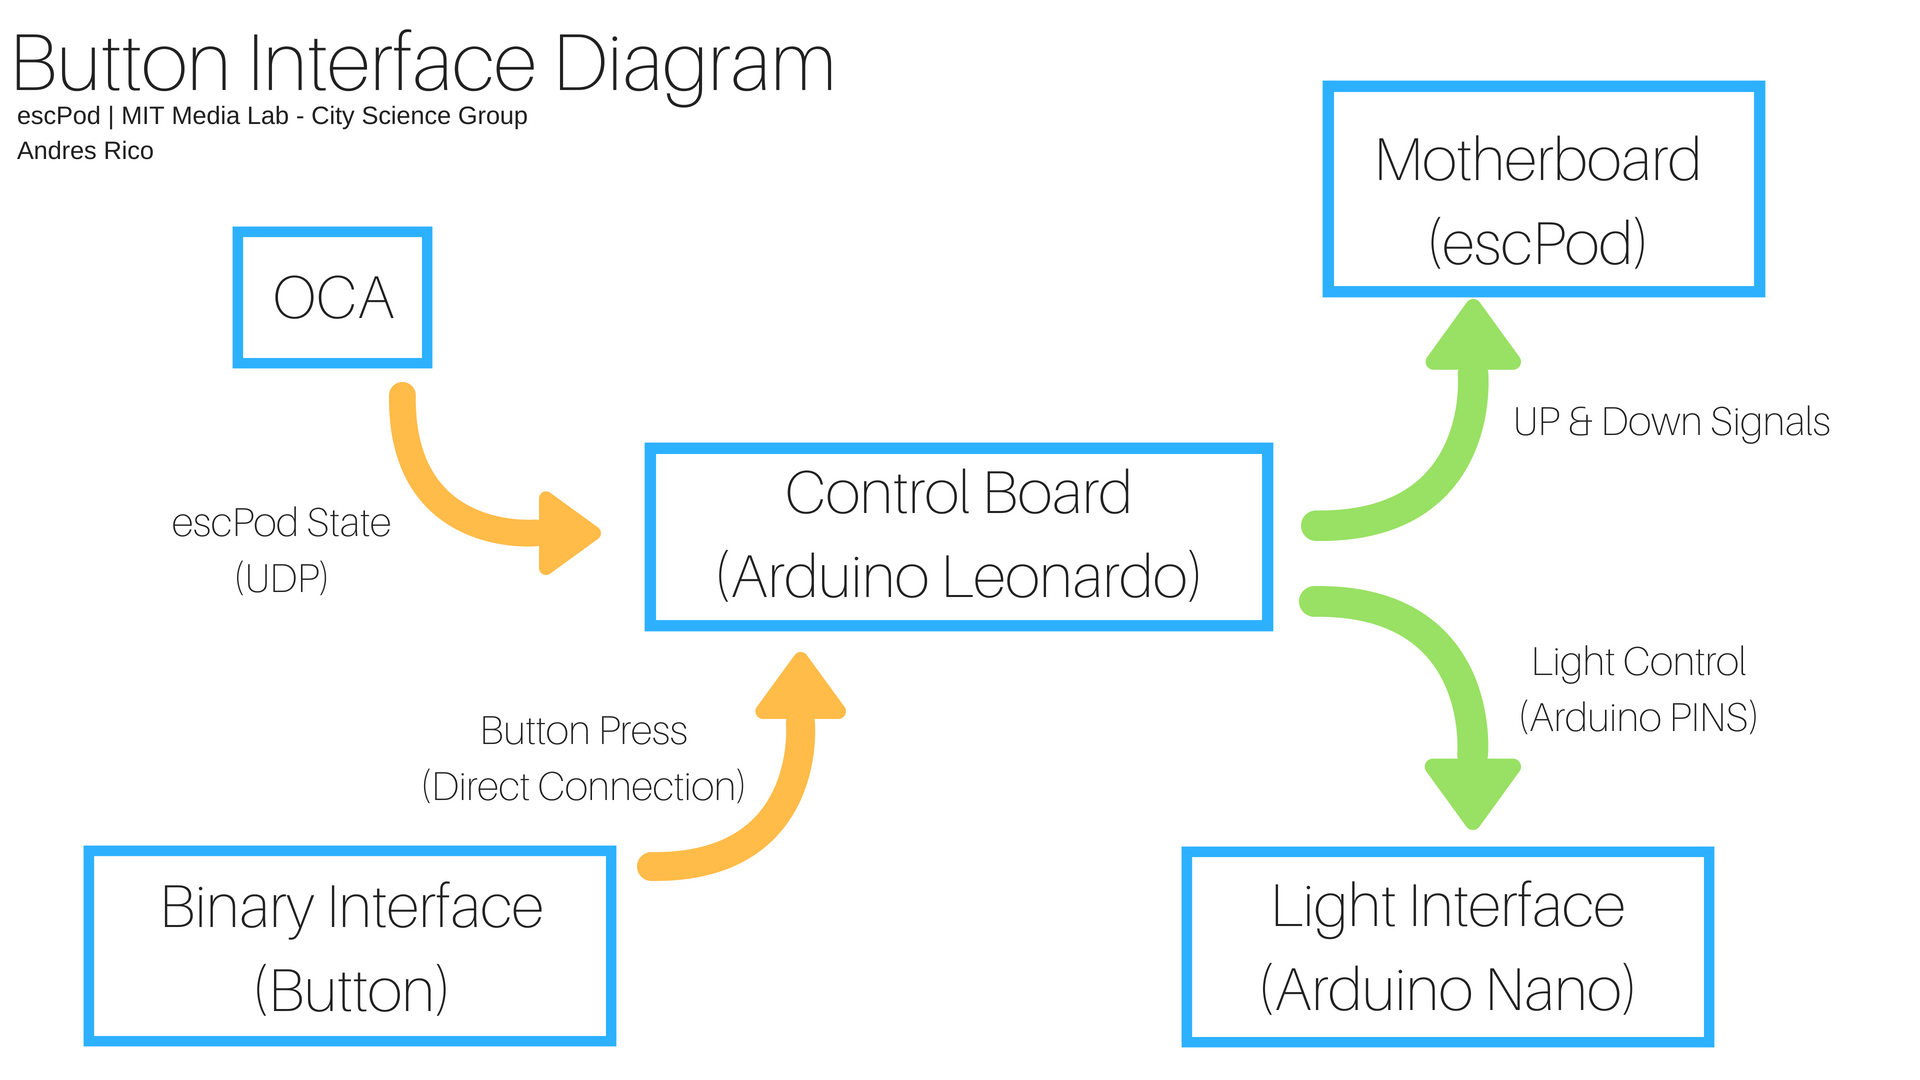 Button Interface Diagram
escPod | MIT Media Lab - City Science Group
Andres Rico
OCA
Motherboard
(escPod)
UP & Down Signals
escPod State
(UDP)
Control Board
(Arduino Leonardo)
Light Control
(Arduino PINS)
Button Press
(Direct Connection)
Binary Interface
(Button)
Light Interface
(Arduino Nano)